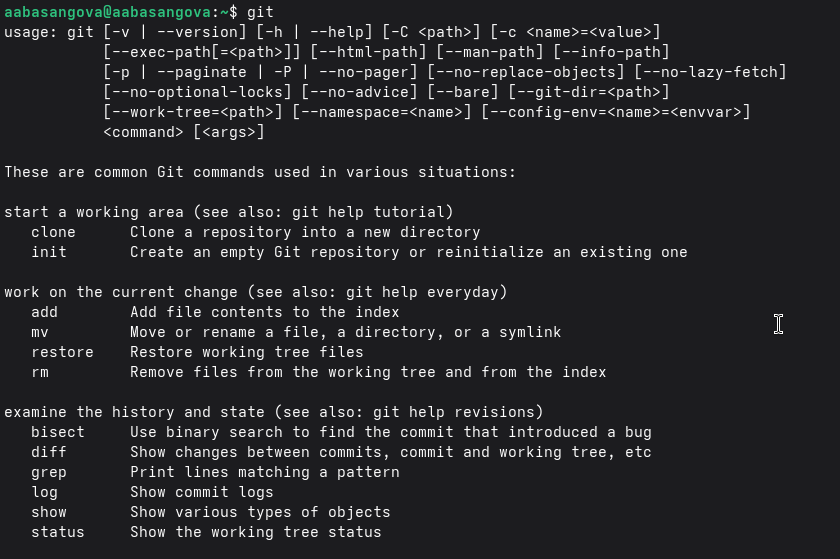 aabasangova@aabasangova:~$ git
usage: git [-v | --version] [-h | --help] [-C <path>] [-c <name>=<value>]
           [--exec-path[=<path>]] [--html-path] [--man-path] [--info-path]
           [-p | --paginate | -P | --no-pager] [--no-replace-objects] [--no-lazy-fetch]
           [--no-optional-locks] [--no-advice] [--bare] [--git-dir=<path>]
           [--work-tree=<path>] [--namespace=<name>] [--config-env=<name>=<envvar>]
           <command> [<args>]

These are common Git commands used in various situations:

start a working area (see also: git help tutorial)
   clone      Clone a repository into a new directory
   init       Create an empty Git repository or reinitialize an existing one

work on the current change (see also: git help everyday)
   add        Add file contents to the index
   mv         Move or rename a file, a directory, or a symlink
   restore    Restore working tree files
   rm         Remove files from the working tree and from the index

examine the history and state (see also: git help revisions)
   bisect     Use binary search to find the commit that introduced a bug
   diff       Show changes between commits, commit and working tree, etc
   grep       Print lines matching a pattern
   log        Show commit logs
   show       Show various types of objects
   status     Show the working tree status